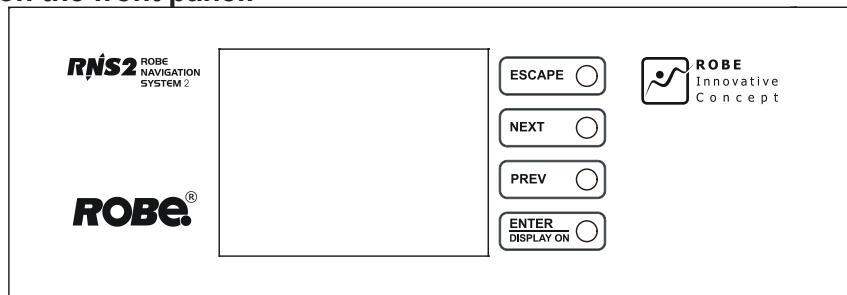 on the front panel.
RNS2 ROBE
NAVIGATION
SYSTEM 2
ROBE®
ESCAPE
NEXT
PREV
ENTER
DISPLAY ON
ROBE
Innovative
Concept